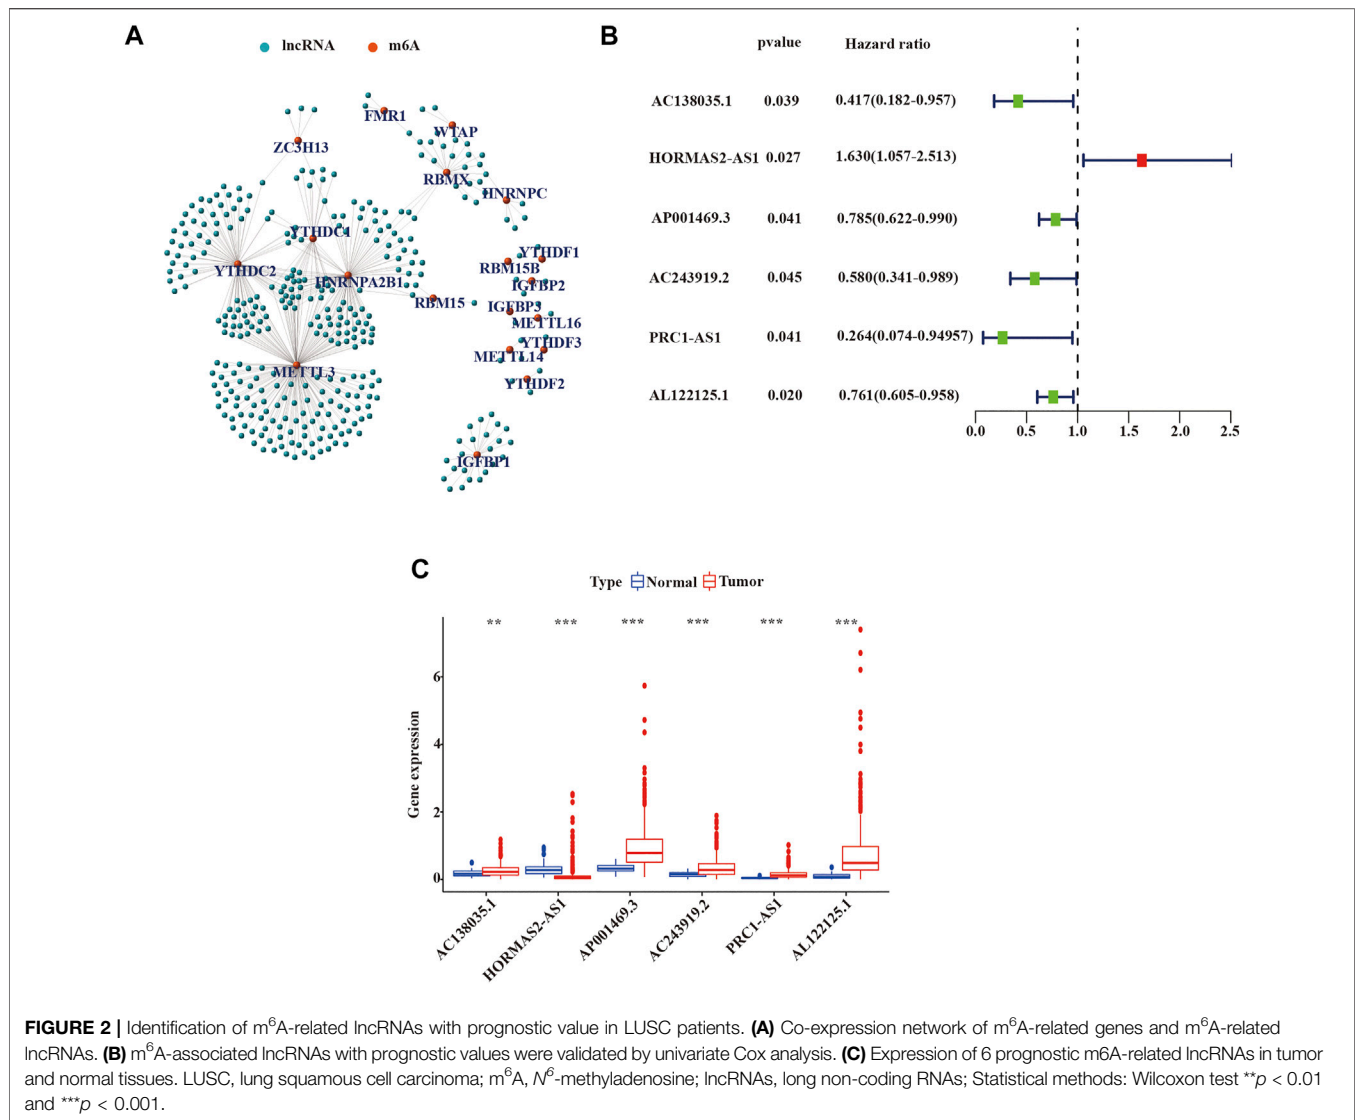 A
lncRNA m6A
FMR1
WTAP
ZC3H13
RBMX
HNRNPC
YTHDC1
YTHDF1
YTHDC2
RBM15B
HNRNPA2B1
IGFBP2
RBM15
IGFBP3
METTL16
YTHDF3
METTL14
METTL3
YTHDF2
IGFBP1
B
pvalue Hazard ratio
AC138035.1 0.039 0.417(0.182-0.957)
HORMAS2-AS1 0.027 1.630(1.057-2.513)
AP001469.3 0.041 0.785(0.622-0.990)
AC243919.2 0.045 0.580(0.341-0.989)
PRC1-AS1 0.041 0.264(0.074-0.94957)
AL122125.1 0.020 0.761(0.605-0.958)
0.0 0.5 1.0 1.5 2.0 2.5
C
Type Normal Tumor
** *** *** *** *** ***
6
4
2
0
Gene expression
AC138035.1
HORMAS2-AS1
AP001469.3
AC243919.2
PRC1-AS1
AL122125.1
FIGURE 2 | Identification of m⁶A-related lncRNAs with prognostic value in LUSC patients. (A) Co-expression network of m⁶A-related genes and m⁶A-related
lncRNAs. (B) m⁶A-associated lncRNAs with prognostic values were validated by univariate Cox analysis. (C) Expression of 6 prognostic m6A-related lncRNAs in tumor
and normal tissues. LUSC, lung squamous cell carcinoma; m⁶A, N⁶-methyladenosine; lncRNAs, long non-coding RNAs; Statistical methods: Wilcoxon test **p < 0.01
and ***p < 0.001.